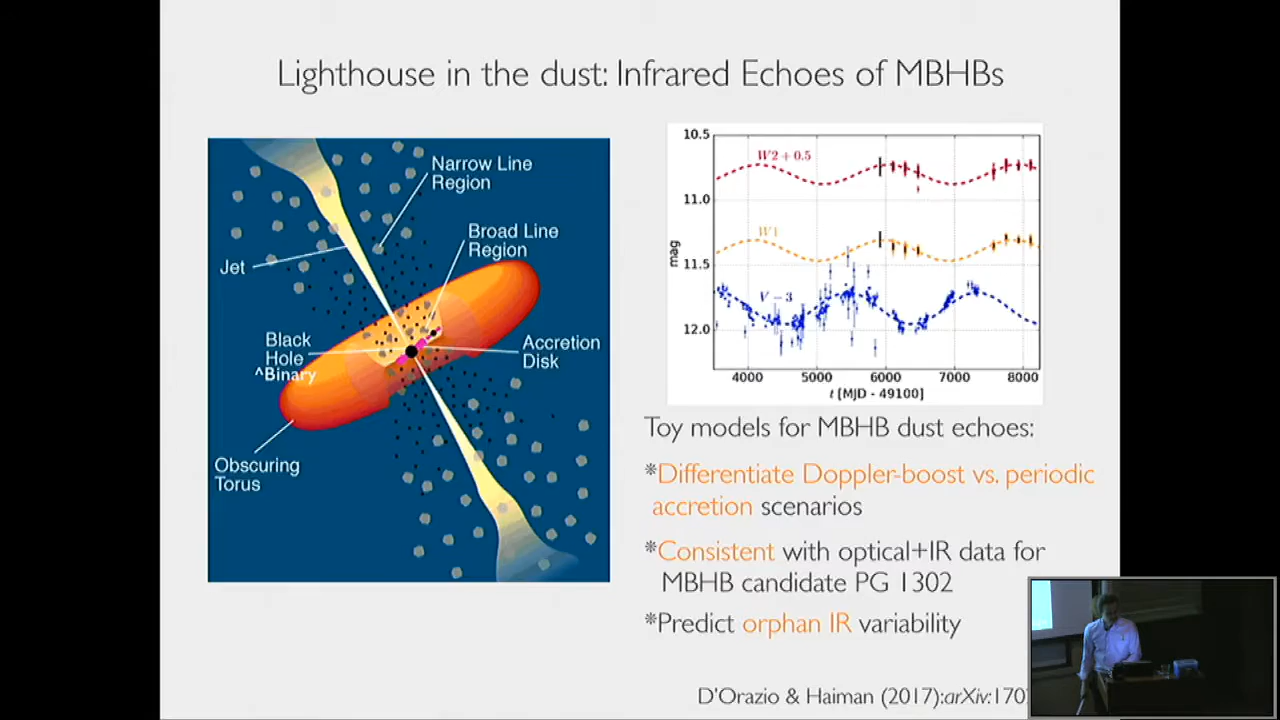 Lighthouse in the dust: Infrared Echoes of MBHBs
Narrow Line
Region
Broad Line
Region
Jet
Black
Hole
^Binary
Accretion
Disk
Obscuring
Torus
10.5
11.0
11.5
12.0
mag
W2 + 0.5
W1
V − 3
4000 5000 6000 7000 8000
t [MJD - 49100]
Toy models for MBHB dust echoes:
*Differentiate Doppler-boost vs. periodic
accretion scenarios
*Consistent with optical+IR data for
MBHB candidate PG 1302
*Predict orphan IR variability
D'Orazio & Haiman (2017):arXiv:170